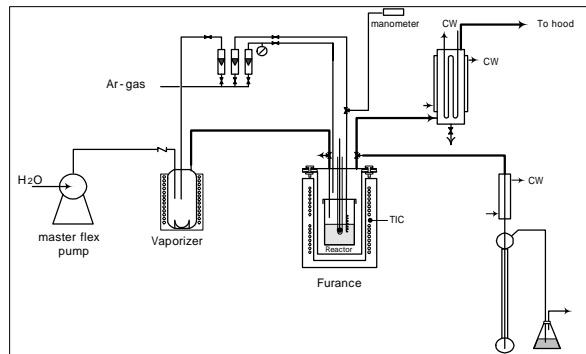 manometer
CW
To hood
CW
Ar-gas
H2O
master flex
pump
Vaporizer
TIC
Reactor
Furance
CW